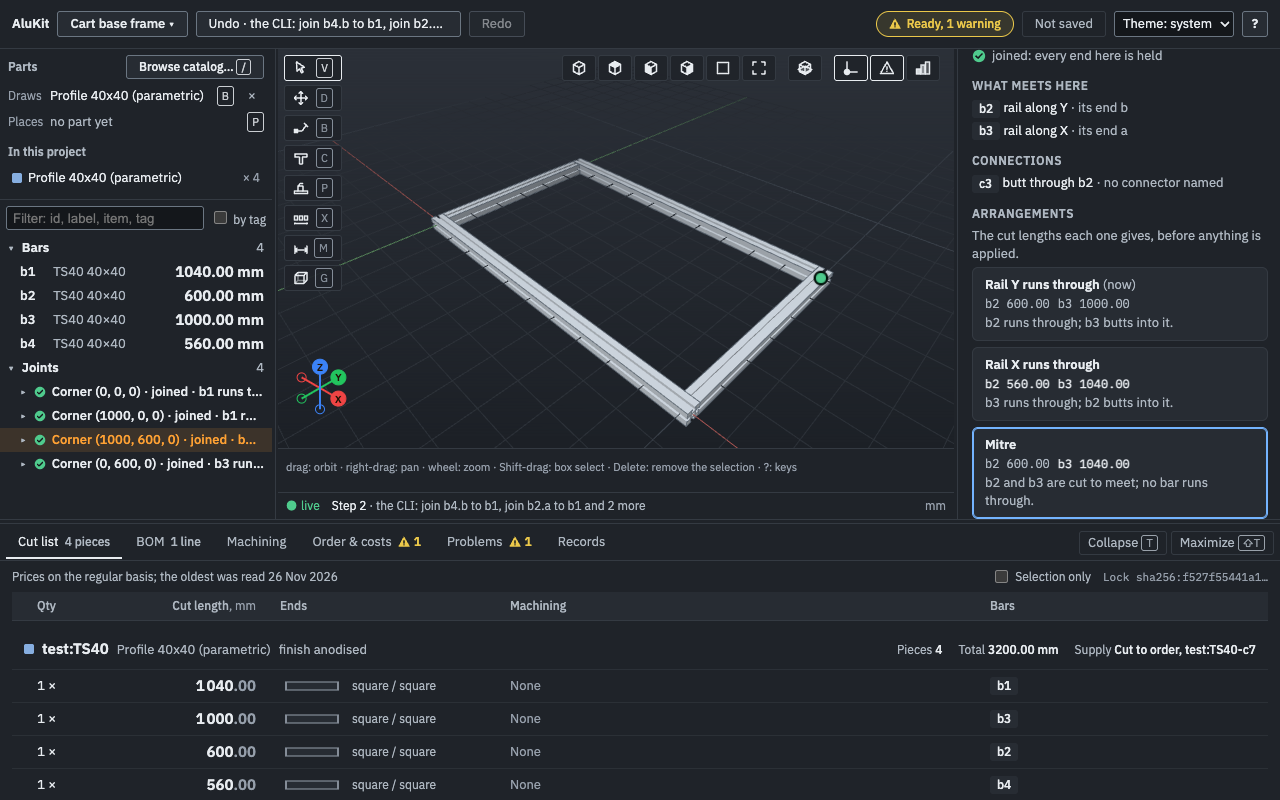 AluKit
Cart base frame ▾
Undo · the CLI: join b4.b to b1, join b2....
Redo
Ready, 1 warning
Not saved
Theme: system
?
Parts
Browse catalog... /
Draws Profile 40x40 (parametric) B ×
Places no part yet P
In this project
Profile 40x40 (parametric) × 4
Filter: id, label, item, tag
by tag
Bars 4
b1 TS40 40×40 1040.00 mm
b2 TS40 40×40 600.00 mm
b3 TS40 40×40 1000.00 mm
b4 TS40 40×40 560.00 mm
Joints 4
Corner (0, 0, 0) · joined · b1 runs t...
Corner (1000, 0, 0) · joined · b1 r...
Corner (1000, 600, 0) · joined · b...
Corner (0, 600, 0) · joined · b3 run...
V
D
B
C
P
X
M
G
Z
Y
X
drag: orbit · right-drag: pan · wheel: zoom · Shift-drag: box select · Delete: remove the selection · ?: keys
live Step 2 · the CLI: join b4.b to b1, join b2.a to b1 and 2 more mm
joined: every end here is held
WHAT MEETS HERE
b2 rail along Y · its end b
b3 rail along X · its end a
CONNECTIONS
c3 butt through b2 · no connector named
ARRANGEMENTS
The cut lengths each one gives, before anything is
applied.
Rail Y runs through (now)
b2 600.00 b3 1000.00
b2 runs through; b3 butts into it.
Rail X runs through
b2 560.00 b3 1040.00
b3 runs through; b2 butts into it.
Mitre
b2 600.00 b3 1040.00
b2 and b3 are cut to meet; no bar runs
through.
Cut list 4 pieces
BOM 1 line
Machining
Order & costs 1
Problems 1
Records
Collapse T
Maximize ⇧T
Prices on the regular basis; the oldest was read 26 Nov 2026
Selection only
Lock sha256:f527f55441a1…
Qty Cut length, mm Ends Machining Bars
test:TS40 Profile 40x40 (parametric) finish anodised Pieces 4 Total 3200.00 mm Supply Cut to order, test:TS40-c7
1 × 1040.00 square / square None b1
1 × 1000.00 square / square None b3
1 × 600.00 square / square None b2
1 × 560.00 square / square None b4